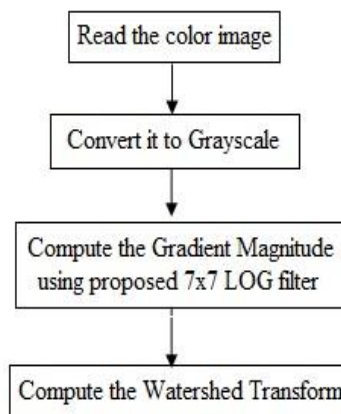 Read the color image
Convert it to Grayscale
Compute the Gradient Magnitude
using proposed 7x7 LOG filter
Compute the Watershed Transform